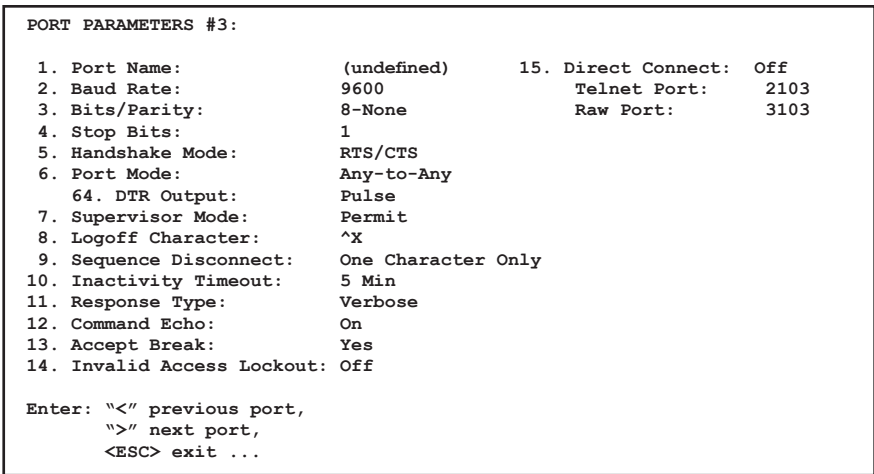 PORT PARAMETERS #3:
1. Port Name: (undefined) 15. Direct Connect: Off
2. Baud Rate: 9600 Telnet Port: 2103
3. Bits/Parity: 8-None Raw Port: 3103
4. Stop Bits: 1
5. Handshake Mode: RTS/CTS
6. Port Mode: Any-to-Any
64. DTR Output: Pulse
7. Supervisor Mode: Permit
8. Logoff Character: ^X
9. Sequence Disconnect: One Character Only
10. Inactivity Timeout: 5 Min
11. Response Type: Verbose
12. Command Echo: On
13. Accept Break: Yes
14. Invalid Access Lockout: Off
Enter: “<” previous port,
“>” next port,
<ESC> exit ...